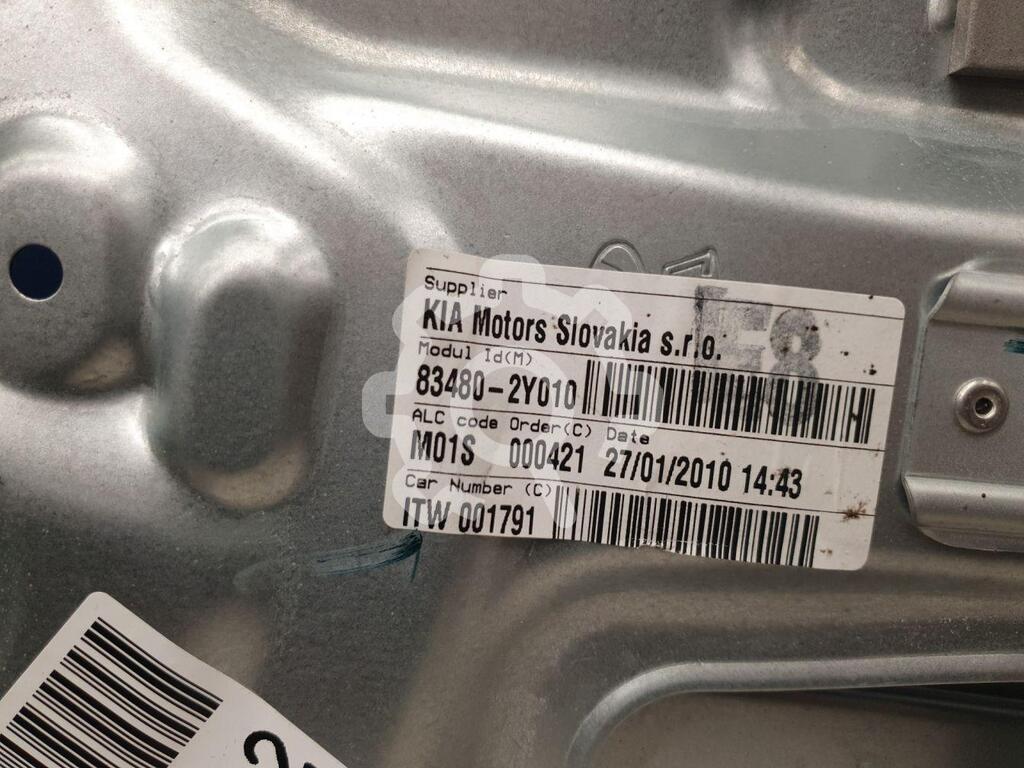 Supplier
KIA Motors Slovakia s.r.o.
Modul Id(M)
83480-2Y010
ALC code Order(C) Date
M01S 000421 27/01/2010 14:43
Car Number (C)
ITW 001791